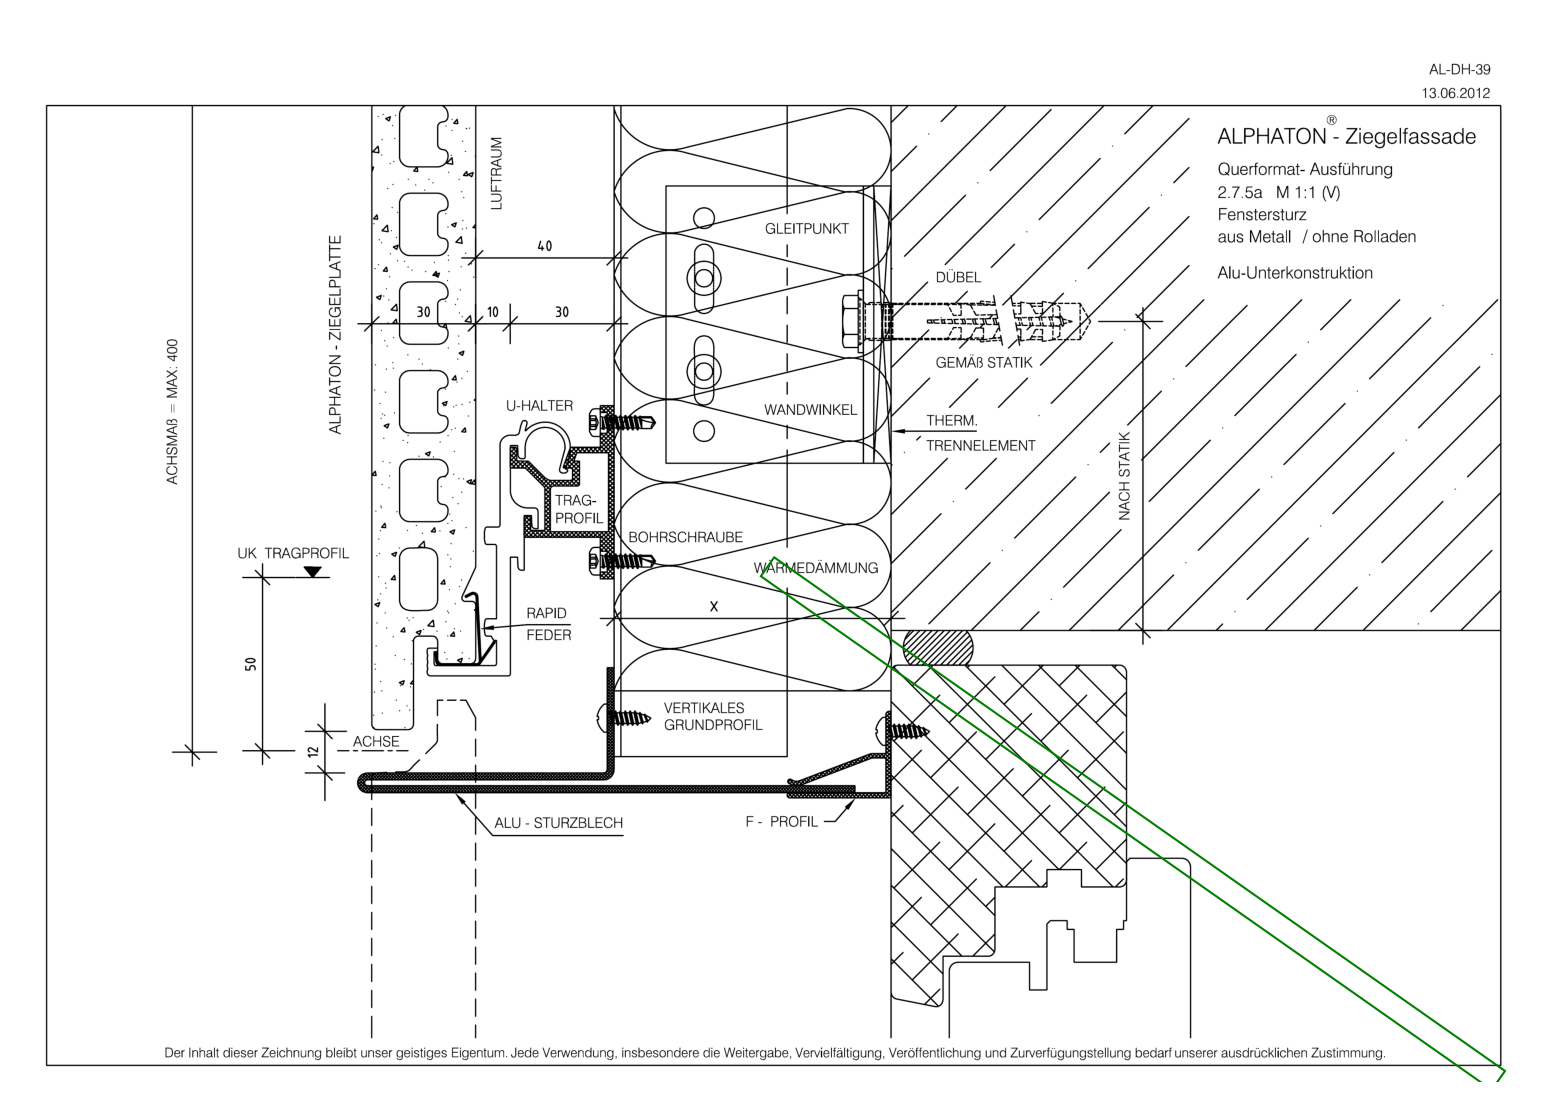 AL-DH-39
13.06.2012
ALPHATON® - Ziegelfassade
Querformat- Ausführung
2.7.5a M 1:1 (V)
Fenstersturz
aus Metall / ohne Rolladen
Alu-Unterkonstruktion
LUFTRAUM
ALPHATON - ZIEGELPLATTE
ACHSMAß = MAX: 400
40
30
10
30
GLEITPUNKT
DÜBEL
GEMÄß STATIK
WANDWINKEL
THERM.
TRENNELEMENT
NACH STATIK
U-HALTER
TRAG-
PROFIL
BOHRSCHRAUBE
WÄRMEDÄMMUNG
UK TRAGPROFIL
RAPID
FEDER
X
50
12
ACHSE
VERTIKALES
GRUNDPROFIL
ALU - STURZBLECH
F - PROFIL
Der Inhalt dieser Zeichnung bleibt unser geistiges Eigentum. Jede Verwendung, insbesondere die Weitergabe, Vervielfältigung, Veröffentlichung und Zurverfügungstellung bedarf unserer ausdrücklichen Zustimmung.